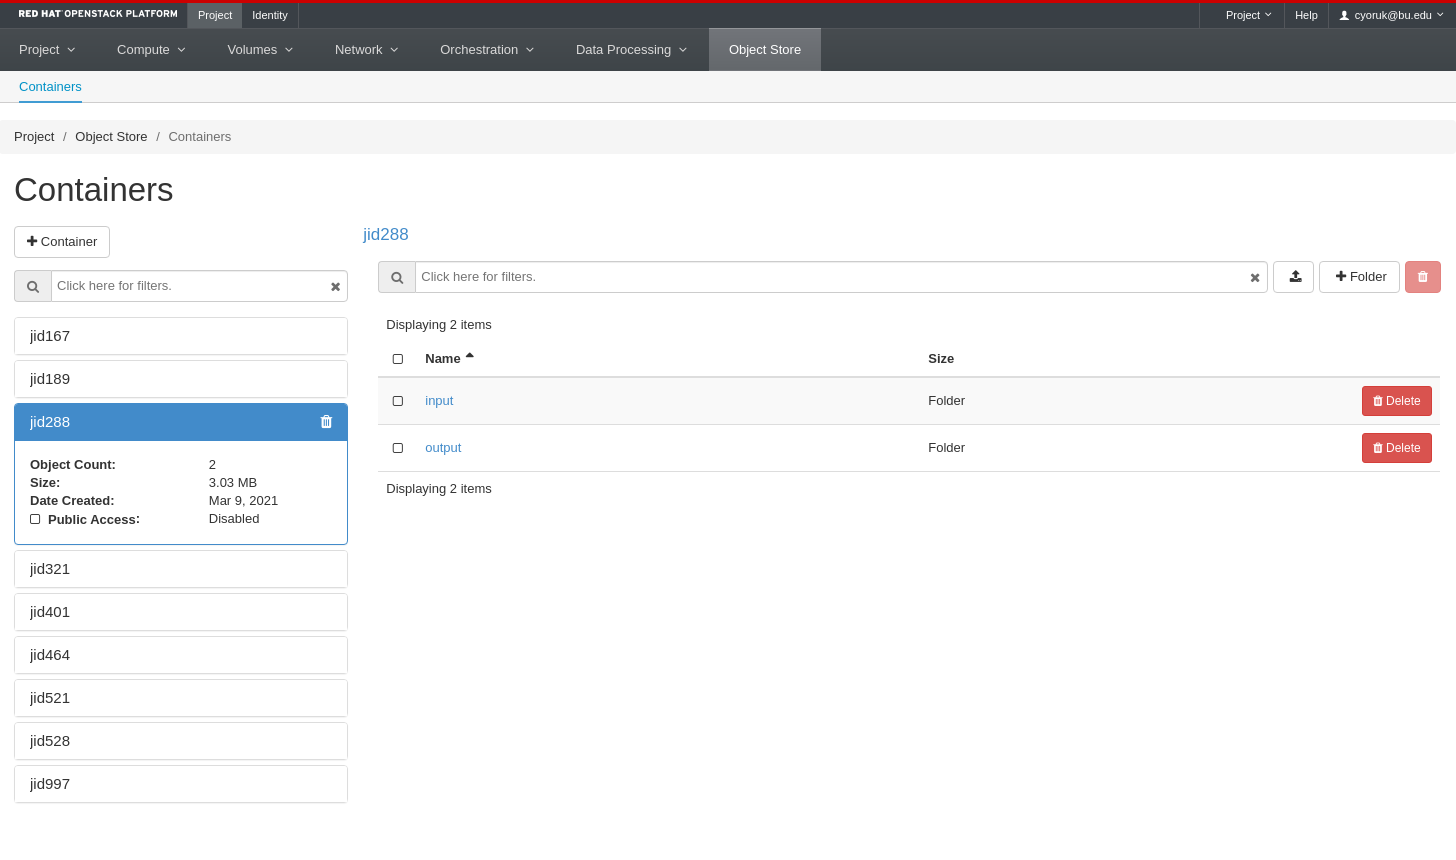 RED HAT OPENSTACK PLATFORM Project Identity Project Help cyoruk@bu.edu
Project Compute Volumes Network Orchestration Data Processing Object Store
Containers
Project / Object Store / Containers
Containers
Container
Click here for filters.
jid167
jid189
jid288
Object Count: 2
Size: 3.03 MB
Date Created: Mar 9, 2021
Public Access: Disabled
jid321
jid401
jid464
jid521
jid528
jid997
jid288
Click here for filters. Folder
Displaying 2 items
Name Size
input Folder Delete
output Folder Delete
Displaying 2 items